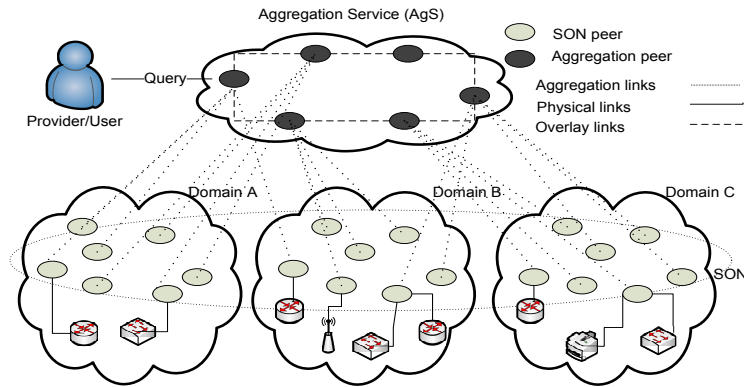 Aggregation Service (AgS)
SON peer
Aggregation peer
Query
Aggregation links
Physical links
Overlay links
Provider/User
Domain A
Domain B
Domain C
SON